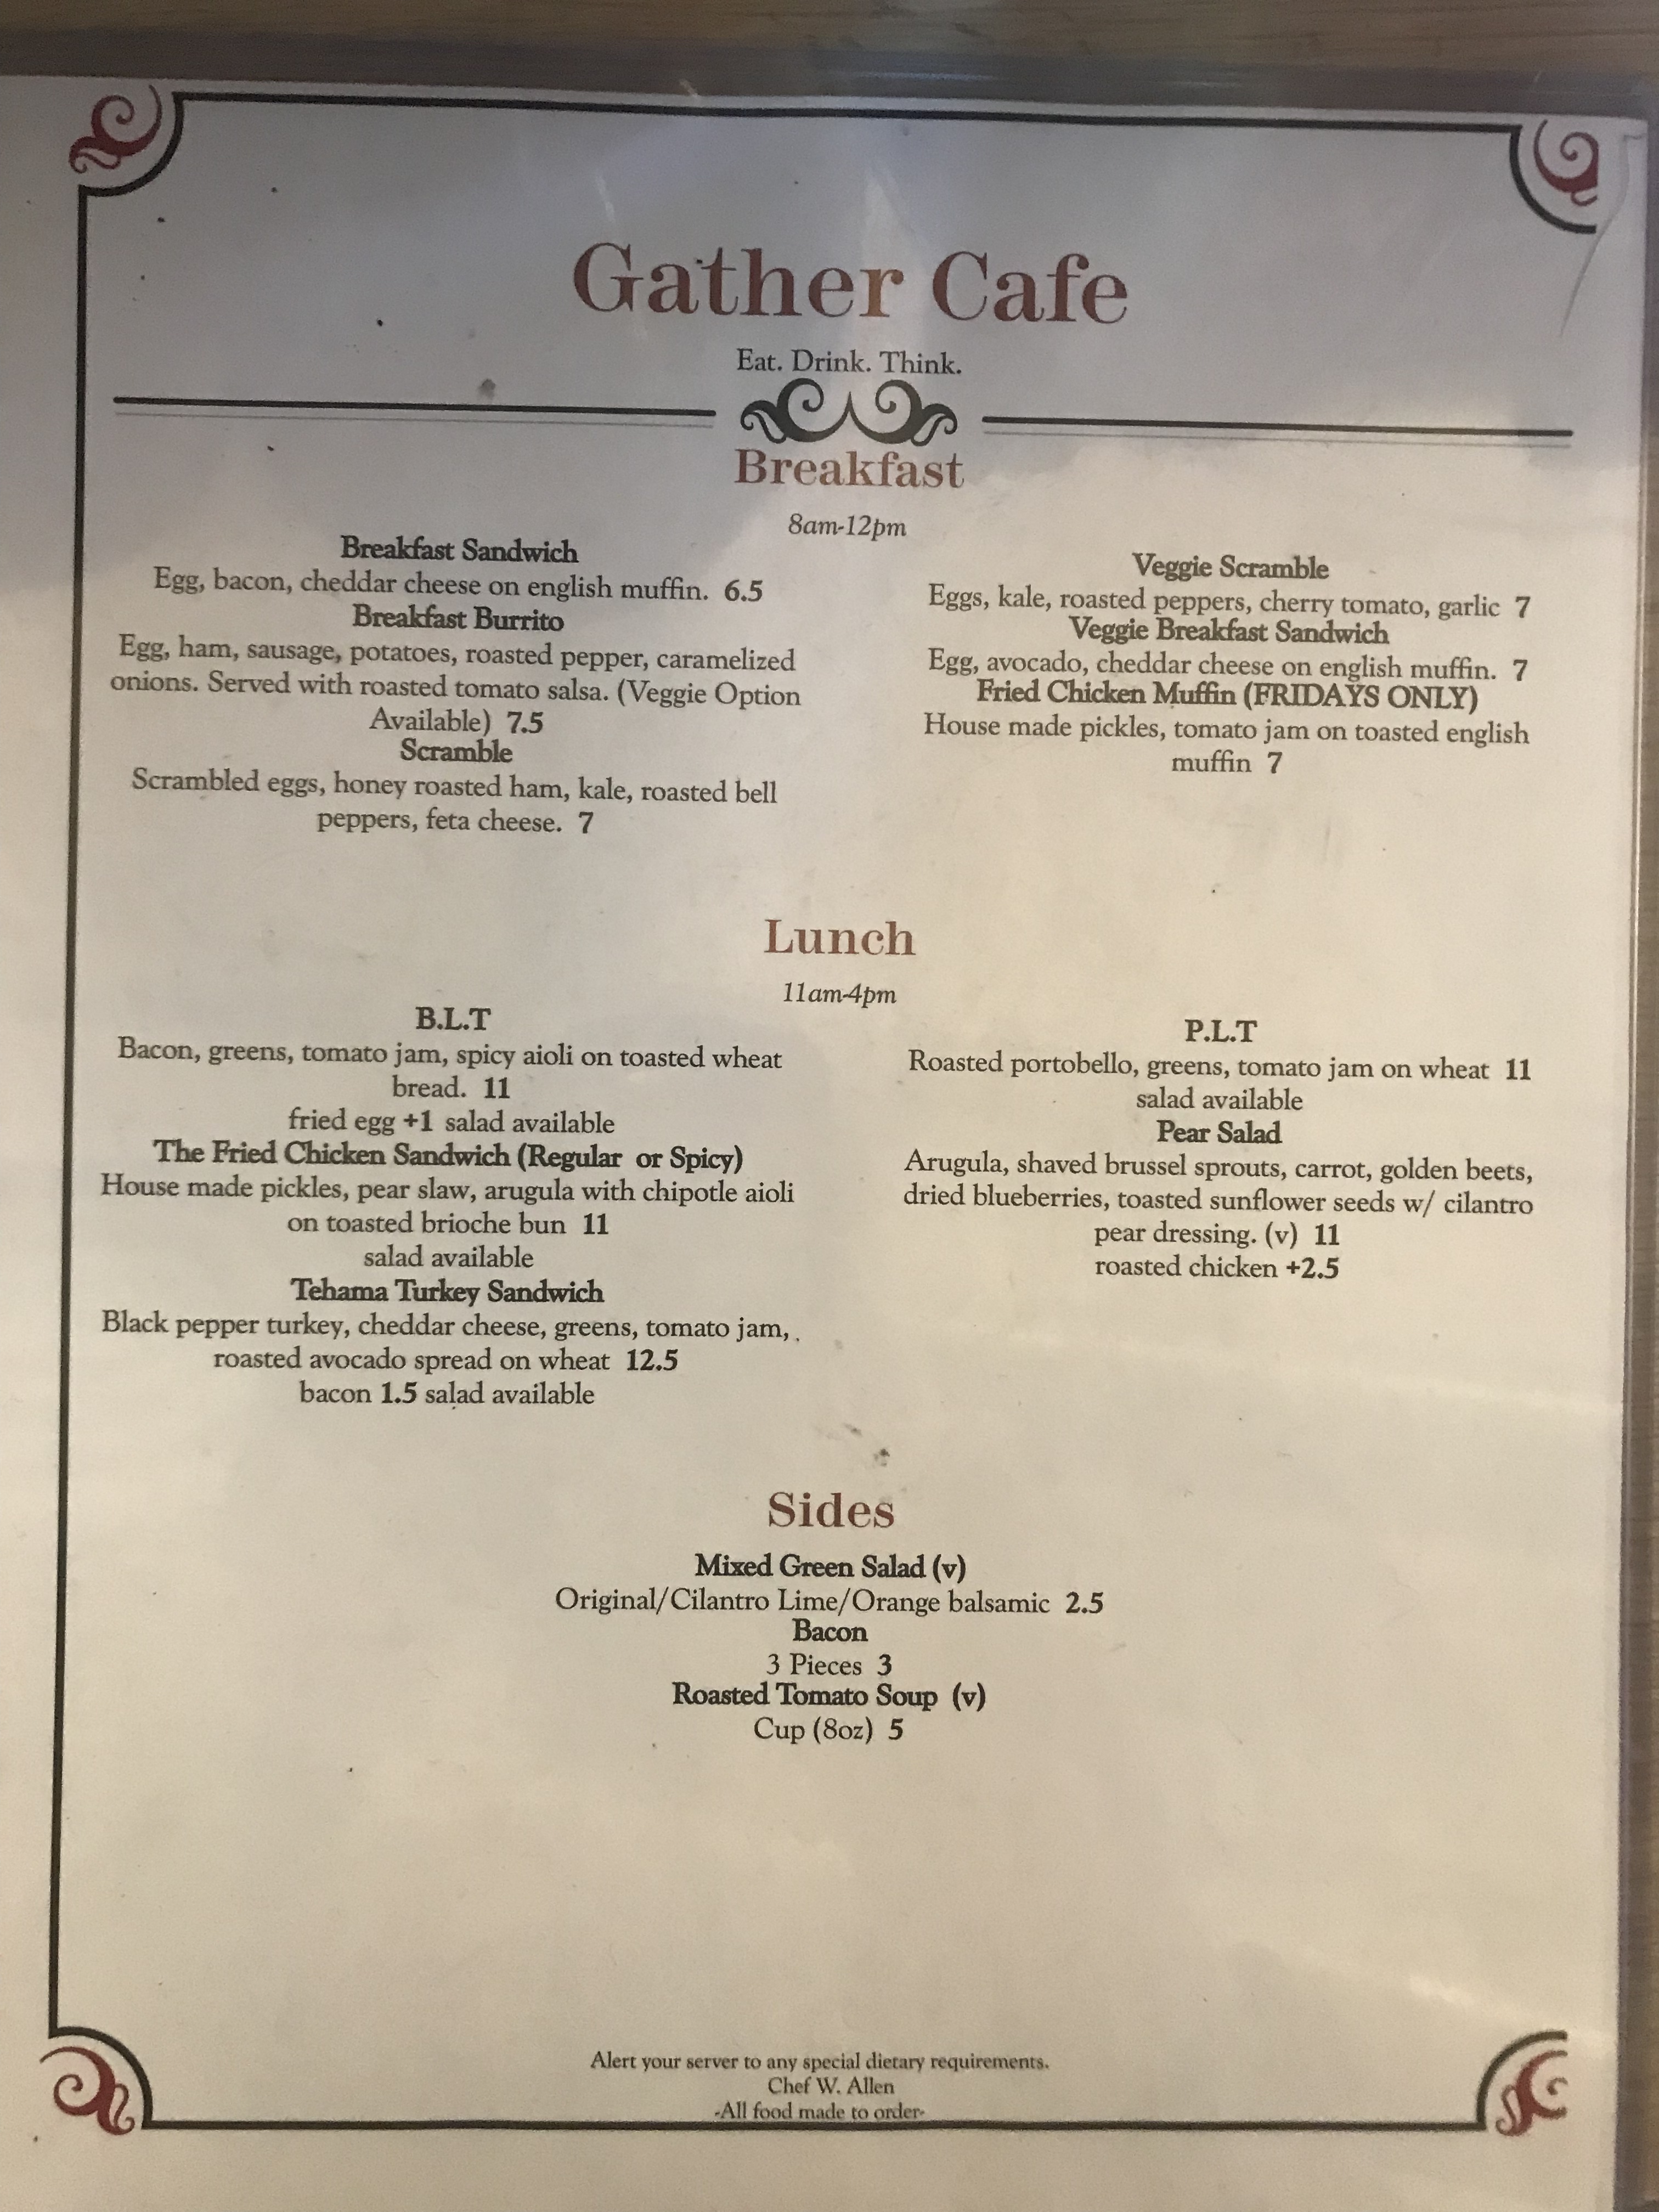 Gather Cafe
Eat. Drink. Think.
Breakfast
8am-12pm
Breakfast Sandwich
Egg, bacon, cheddar cheese on english muffin. 6.5
Breakfast Burrito
Egg, ham, sausage, potatoes, roasted pepper, caramelized
onions. Served with roasted tomato salsa. (Veggie Option
Available) 7.5
Scramble
Scrambled eggs, honey roasted ham, kale, roasted bell
peppers, feta cheese. 7
Veggie Scramble
Eggs, kale, roasted peppers, cherry tomato, garlic 7
Veggie Breakfast Sandwich
Egg, avocado, cheddar cheese on english muffin. 7
Fried Chicken Muffin (FRIDAYS ONLY)
House made pickles, tomato jam on toasted english
muffin 7
Lunch
11am-4pm
B.L.T
Bacon, greens, tomato jam, spicy aioli on toasted wheat
bread. 11
fried egg +1 salad available
The Fried Chicken Sandwich (Regular or Spicy)
House made pickles, pear slaw, arugula with chipotle aioli
on toasted brioche bun 11
salad available
Tehama Turkey Sandwich
Black pepper turkey, cheddar cheese, greens, tomato jam, .
roasted avocado spread on wheat 12.5
bacon 1.5 salad available
P.L.T
Roasted portobello, greens, tomato jam on wheat 11
salad available
Pear Salad
Arugula, shaved brussel sprouts, carrot, golden beets,
dried blueberries, toasted sunflower seeds w/ cilantro
pear dressing. (v) 11
roasted chicken +2.5
Sides
Mixed Green Salad (v)
Original/Cilantro Lime/Orange balsamic 2.5
Bacon
3 Pieces 3
Roasted Tomato Soup (v)
Cup (8oz) 5
Alert your server to any special dietary requirements.
Chef W. Allen
-All food made to order-